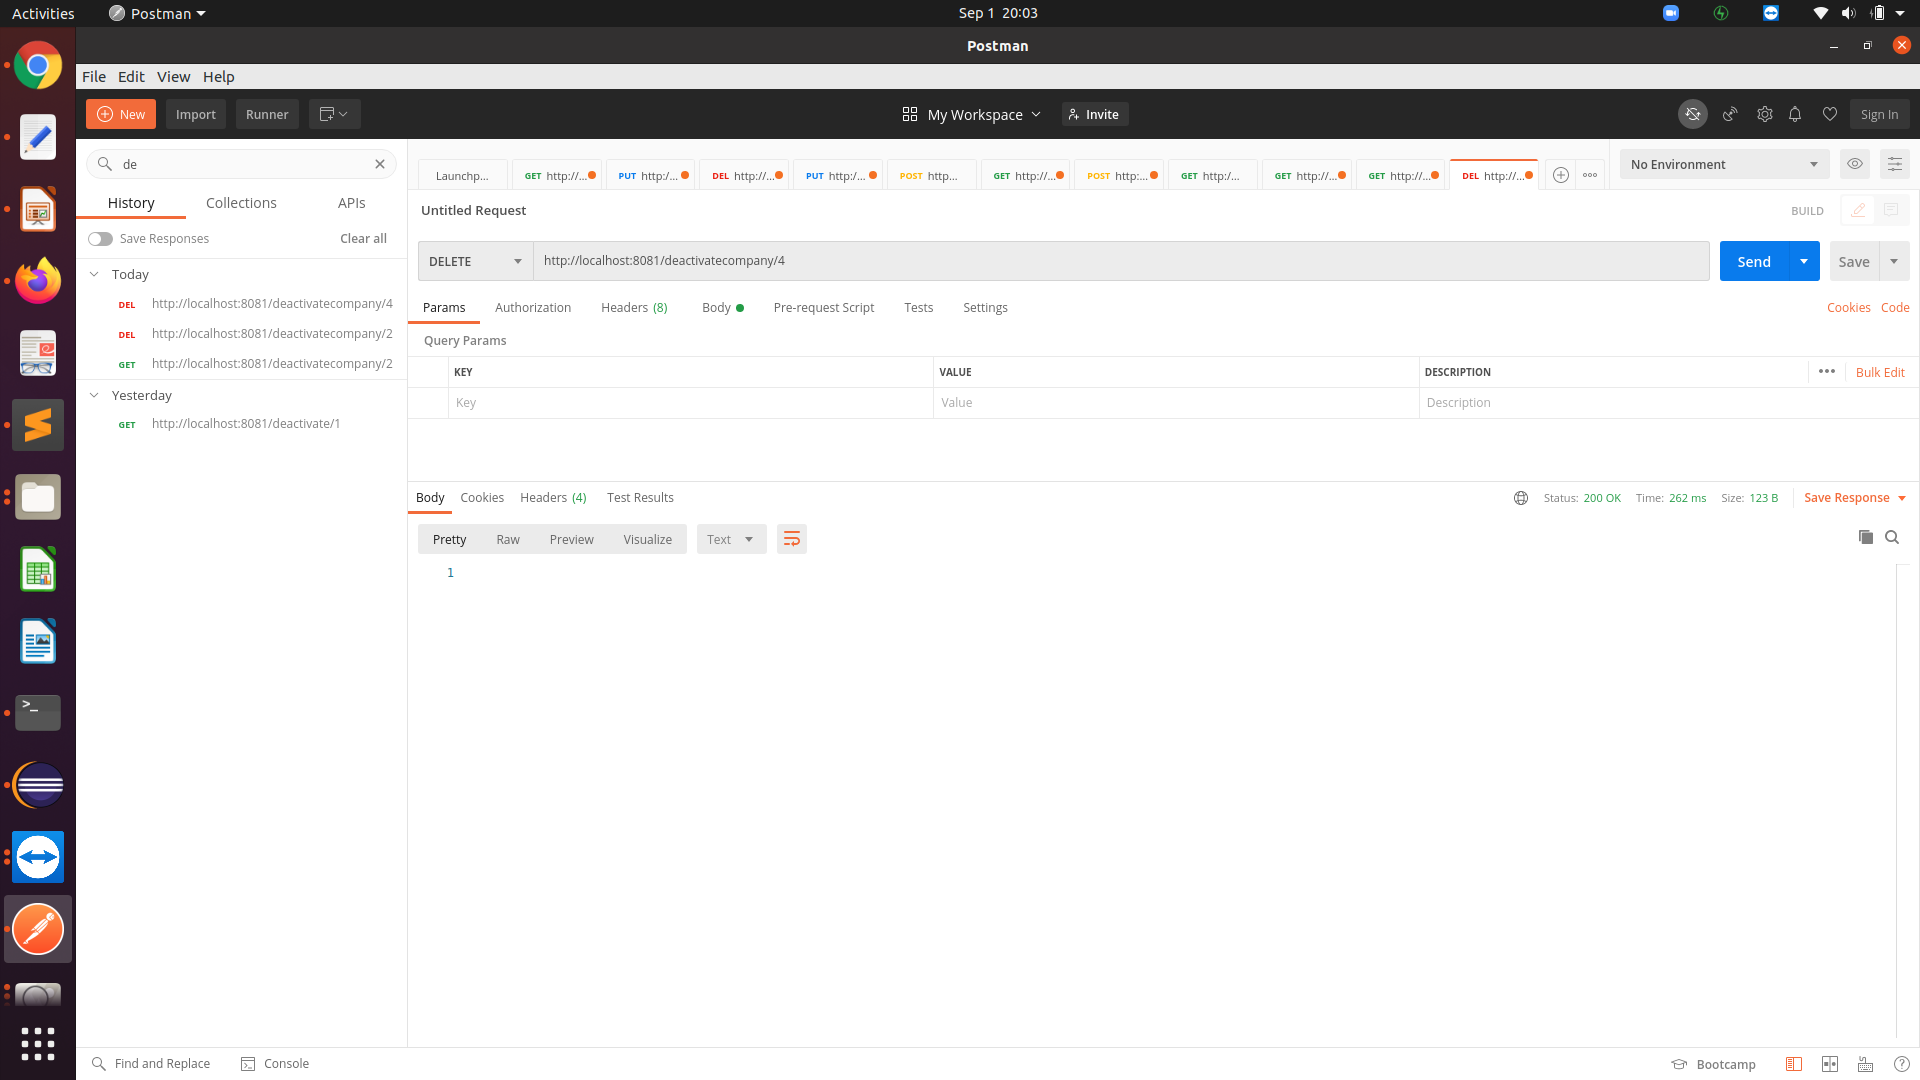 Activities
Postman
Sep 1 20:03
Postman
File Edit View Help
New
Import
Runner
My Workspace
Invite
Sign In
de
Launchp...
GET http://...
PUT http:/...
DEL http://...
PUT http:/...
POST http...
GET http://...
POST http:...
GET http:/...
GET http://...
GET http://...
DEL http://...
No Environment
History
Collections
APIs
Save Responses
Clear all
Today
DEL http://localhost:8081/deactivatecompany/4
DEL http://localhost:8081/deactivatecompany/2
GET http://localhost:8081/deactivatecompany/2
Yesterday
GET http://localhost:8081/deactivate/1
Untitled Request
BUILD
DELETE
http://localhost:8081/deactivatecompany/4
Send
Save
Params
Authorization
Headers (8)
Body
Pre-request Script
Tests
Settings
Cookies
Code
Query Params
KEY
VALUE
DESCRIPTION
Bulk Edit
Key
Value
Description
Body
Cookies
Headers (4)
Test Results
Status: 200 OK
Time: 262 ms
Size: 123 B
Save Response
Pretty
Raw
Preview
Visualize
Text
1
Find and Replace
Console
Bootcamp